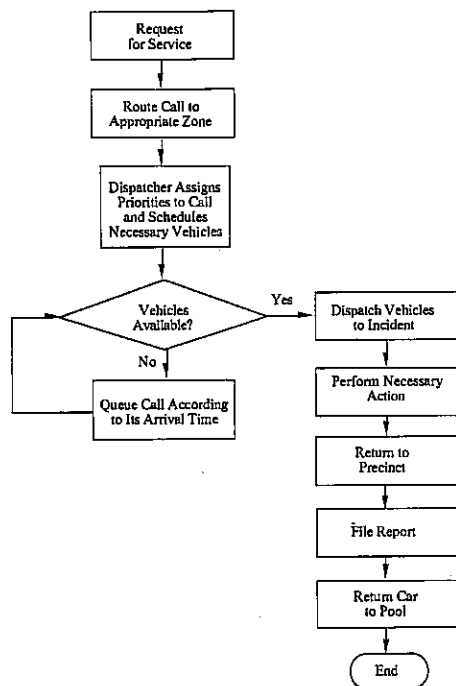 Request
for Service
Route Call to
Appropriate Zone
Dispatcher Assigns
Priorities to Call
and Schedules
Necessary Vehicles
Vehicles
Available?
Yes
No
Queue Call According
to Its Arrival Time
Dispatch Vehicles
to Incident
Perform Necessary
Action
Return to
Precinct
File Report
Return Car
to Pool
End